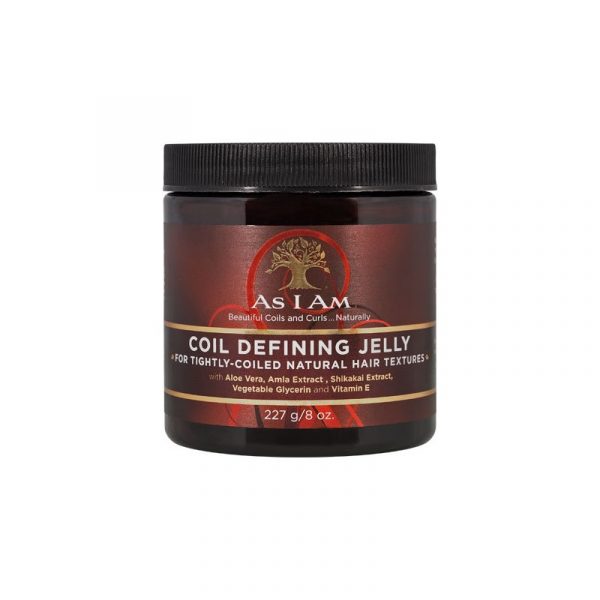 As I Am
Beautiful Coils and Curls... Naturally
COIL DEFINING JELLY
FOR TIGHTLY-COILED NATURAL HAIR TEXTURES
with Aloe Vera, Amla Extract , Shikakai Extract,
Vegetable Glycerin and Vitamin E
227 g/8 oz.